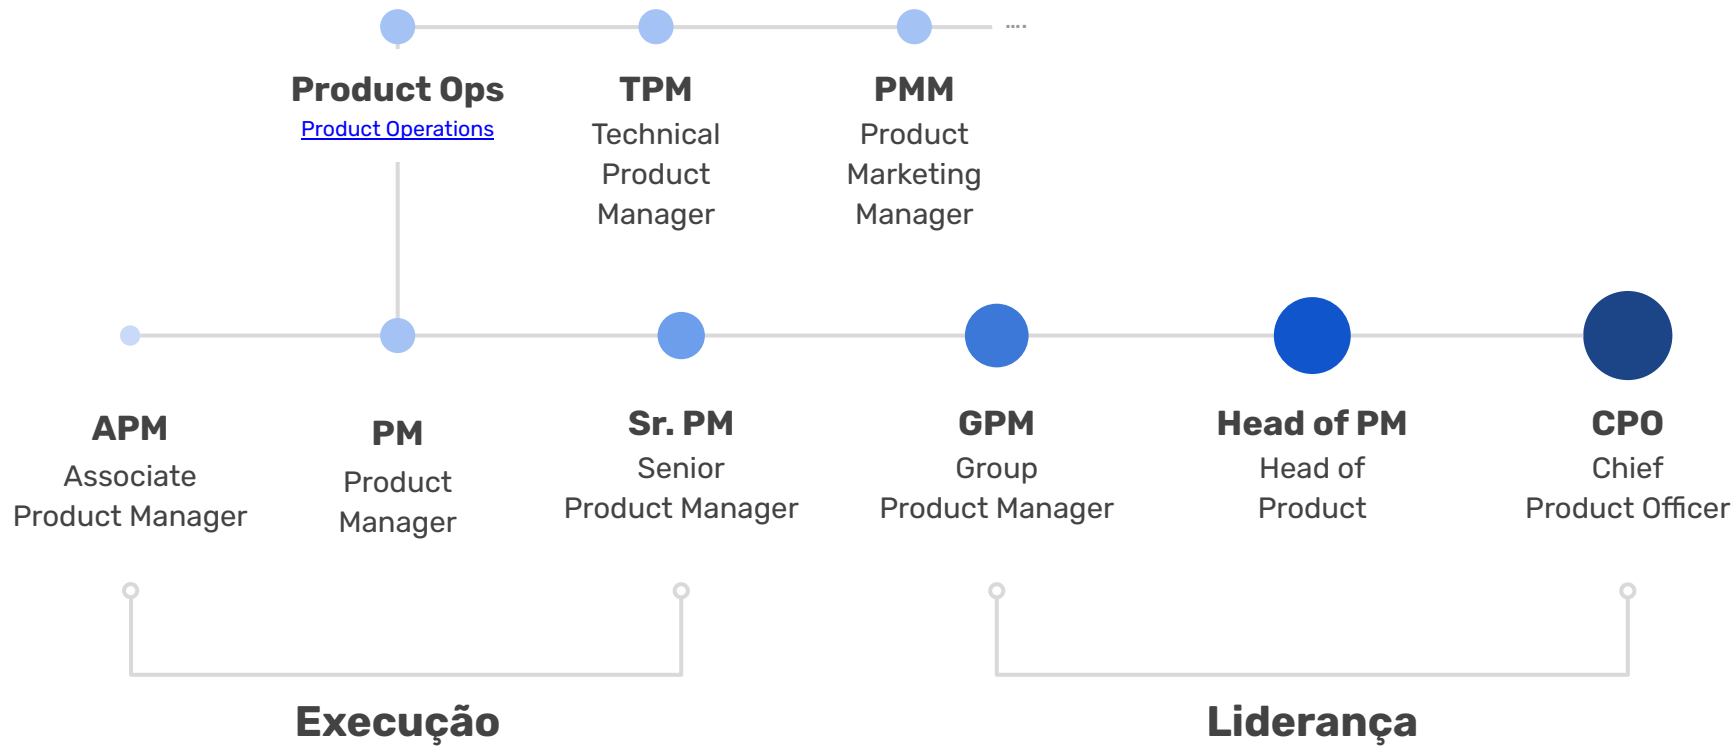 ....
Product Ops
Product Operations
TPM
Technical
Product
Manager
PMM
Product
Marketing
Manager
APM
Associate
Product Manager
PM
Product
Manager
Sr. PM
Senior
Product Manager
GPM
Group
Product Manager
Head of PM
Head of
Product
CPO
Chief
Product Officer
Execução
Liderança